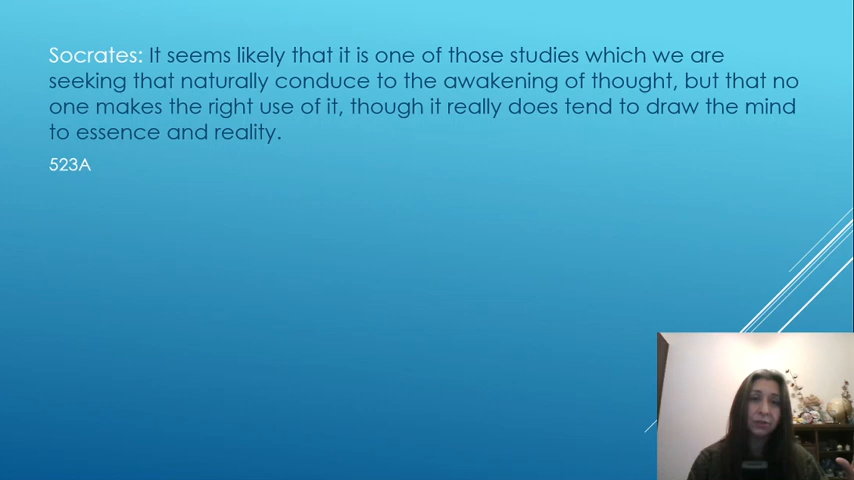 Socrates: It seems likely that it is one of those studies which we are
seeking that naturally conduce to the awakening of thought, but that no
one makes the right use of it, though it really does tend to draw the mind
to essence and reality.
523A